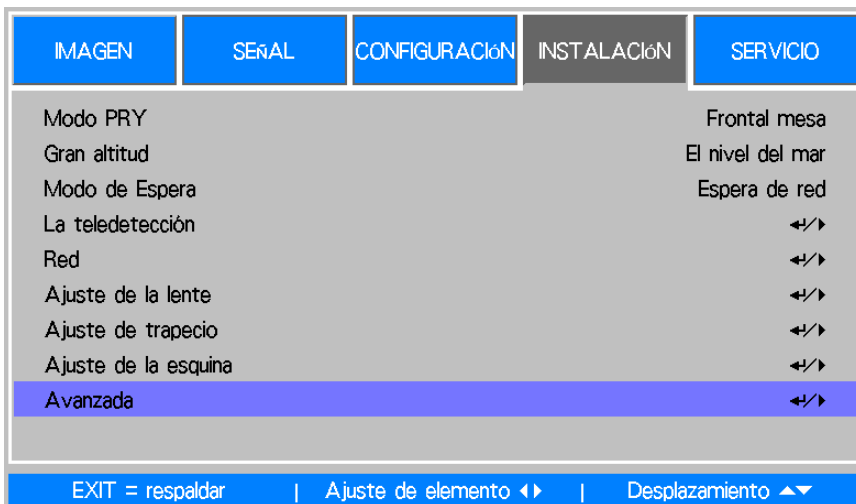 IMAGEN SEñAL CONFIGURACIóN INSTALACIóN SERVICIO
Modo PRY Frontal mesa
Gran altitud El nivel del mar
Modo de Espera Espera de red
La teledetección ↵/▶
Red ↵/▶
Ajuste de la lente ↵/▶
Ajuste de trapecio ↵/▶
Ajuste de la esquina ↵/▶
Avanzada ↵/▶
EXIT = respaldar | Ajuste de elemento ◀▶ | Desplazamiento ▲▼